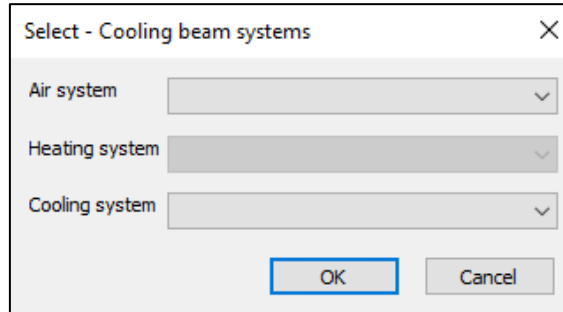 Select - Cooling beam systems
Air system
Heating system
Cooling system
OK Cancel